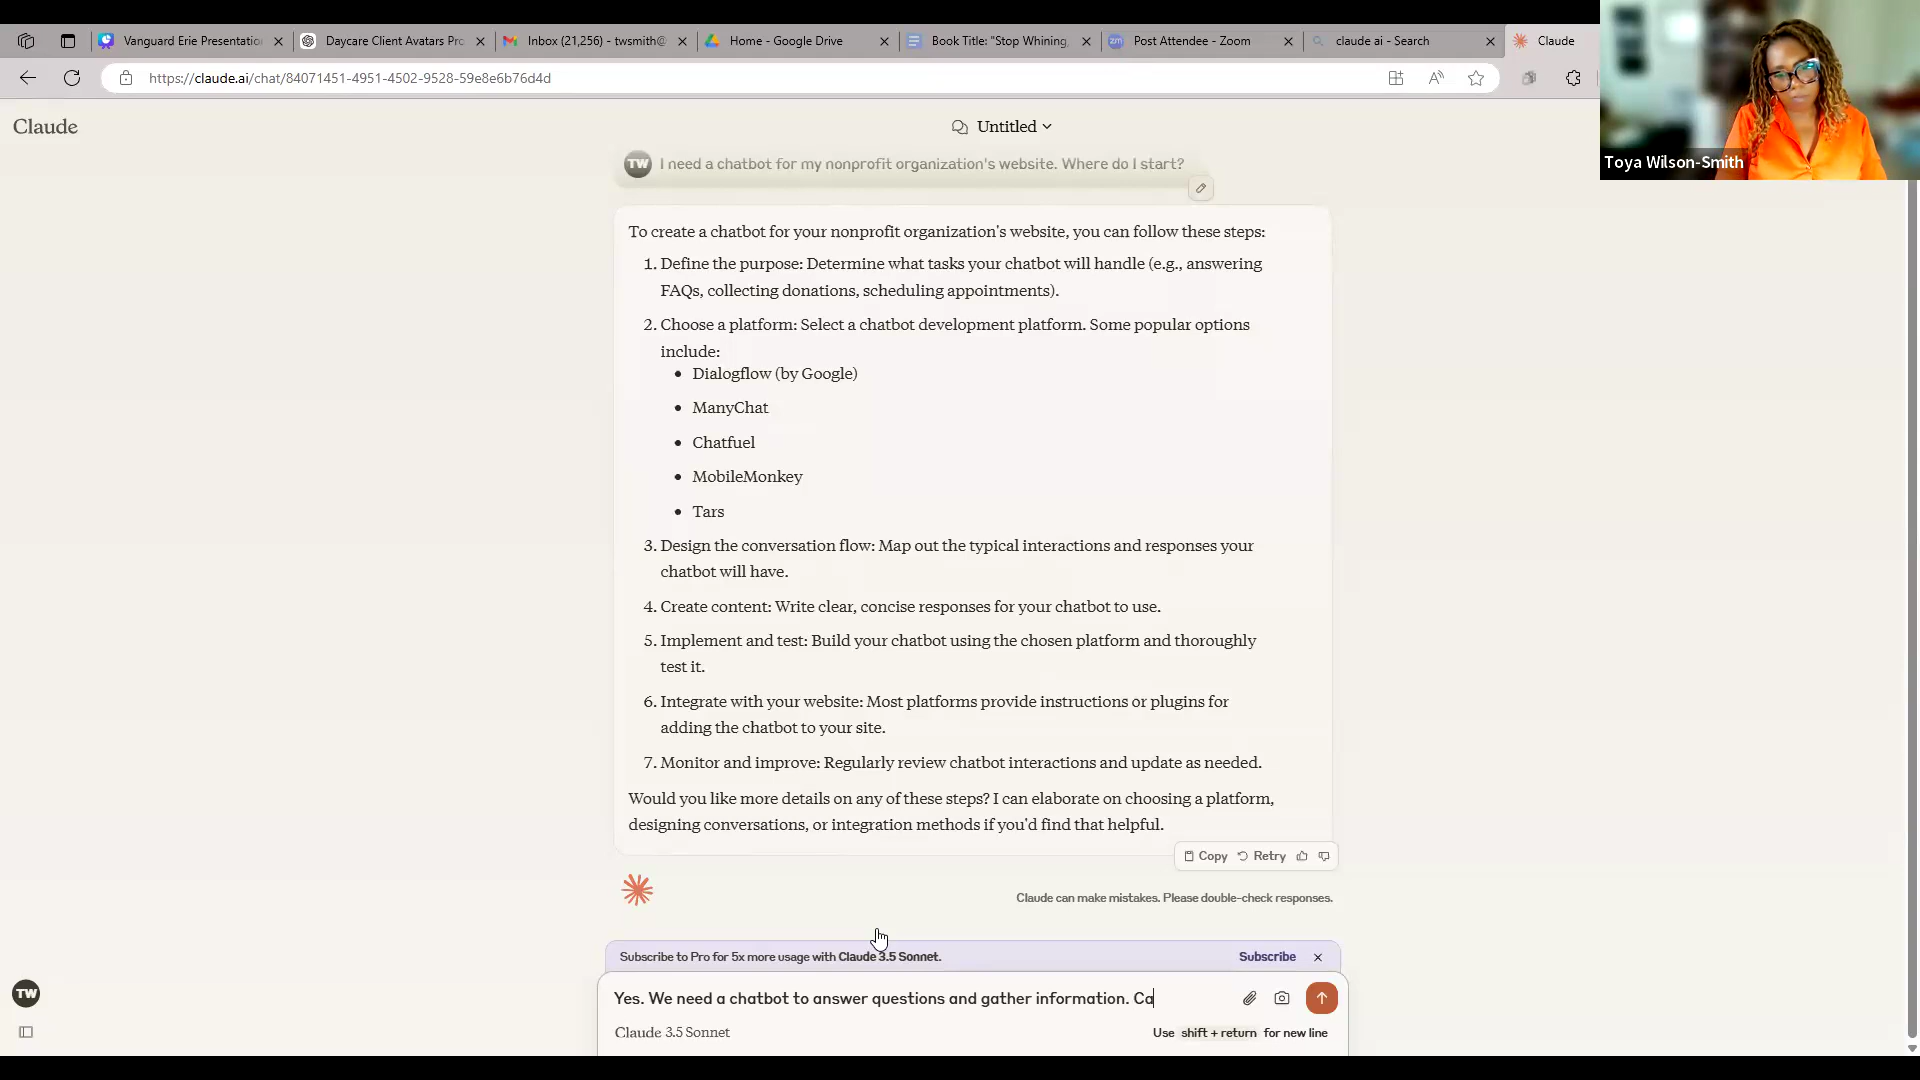 Vanguard Erie Presentatio
Daycare Client Avatars Pro
Inbox (21,256) - twsmith@
Home - Google Drive
Book Title: "Stop Whining,
Post Attendee - Zoom
claude ai - Search
Claude
https://claude.ai/chat/84071451-4951-4502-9528-59e8e6b76d4d
Toya Wilson-Smith
Claude
Untitled
TW
I need a chatbot for my nonprofit organization's website. Where do I start?
To create a chatbot for your nonprofit organization's website, you can follow these steps:
1. Define the purpose: Determine what tasks your chatbot will handle (e.g., answering
FAQs, collecting donations, scheduling appointments).
2. Choose a platform: Select a chatbot development platform. Some popular options
include:
• Dialogflow (by Google)
• ManyChat
• Chatfuel
• MobileMonkey
• Tars
3. Design the conversation flow: Map out the typical interactions and responses your
chatbot will have.
4. Create content: Write clear, concise responses for your chatbot to use.
5. Implement and test: Build your chatbot using the chosen platform and thoroughly
test it.
6. Integrate with your website: Most platforms provide instructions or plugins for
adding the chatbot to your site.
7. Monitor and improve: Regularly review chatbot interactions and update as needed.
Would you like more details on any of these steps? I can elaborate on choosing a platform,
designing conversations, or integration methods if you'd find that helpful.
Copy Retry
Claude can make mistakes. Please double-check responses.
Subscribe to Pro for 5x more usage with Claude 3.5 Sonnet.
Subscribe
TW
Yes. We need a chatbot to answer questions and gather information. Ca
Claude 3.5 Sonnet
Use shift + return for new line